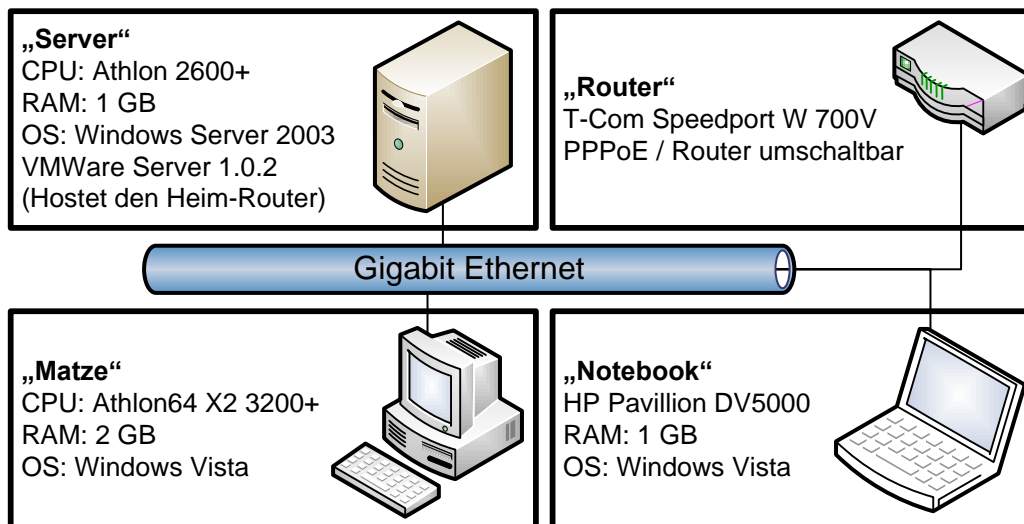 „Server“
CPU: Athlon 2600+
RAM: 1 GB
OS: Windows Server 2003
VMWare Server 1.0.2
(Hostet den Heim-Router)
„Router“
T-Com Speedport W 700V
PPPoE / Router umschaltbar
Gigabit Ethernet
„Matze“
CPU: Athlon64 X2 3200+
RAM: 2 GB
OS: Windows Vista
„Notebook“
HP Pavillion DV5000
RAM: 1 GB
OS: Windows Vista